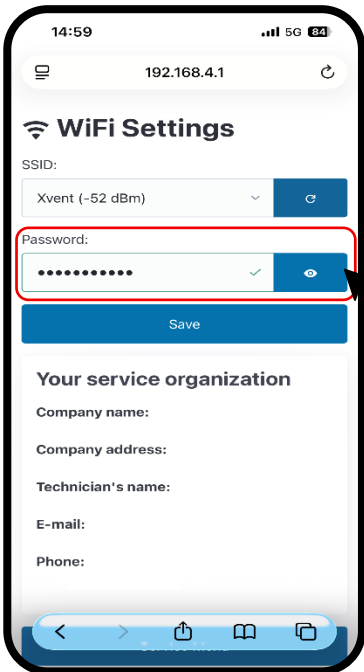 14:59 5G 84
192.168.4.1
WiFi Settings
SSID:
Xvent (-52 dBm)
Password:
•••••••••••
Save
Your service organization
Company name:
Company address:
Technician's name:
E-mail:
Phone: